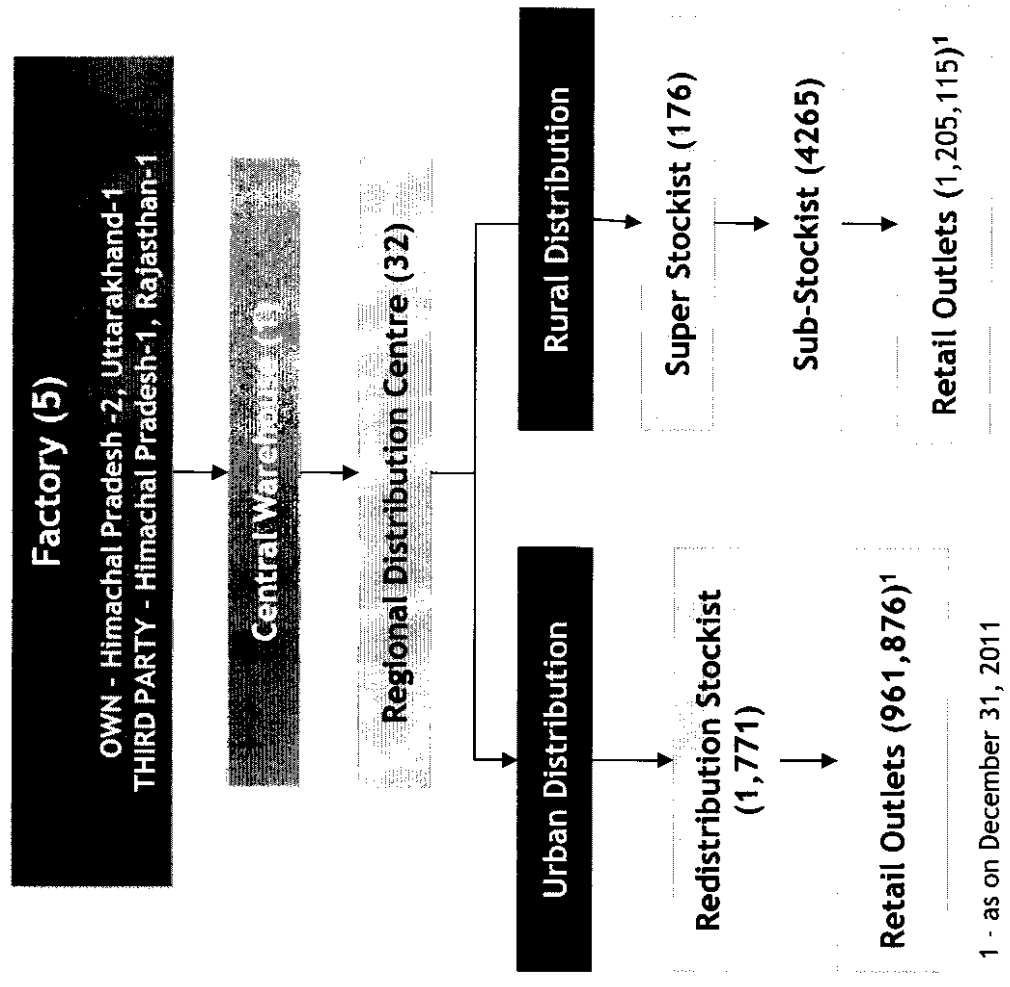 Factory (5)
OWN - Himachal Pradesh -2, Uttarakhand-1
THIRD PARTY - Himachal Pradesh-1, Rajasthan-1
Central Warehouse (1)
Regional Distribution Centre (32)
Urban Distribution
Redistribution Stockist
(1,771)
Retail Outlets (961,876)¹
Rural Distribution
Super Stockist (176)
Sub-Stockist (4265)
Retail Outlets (1,205,115)¹
1 - as on December 31, 2011